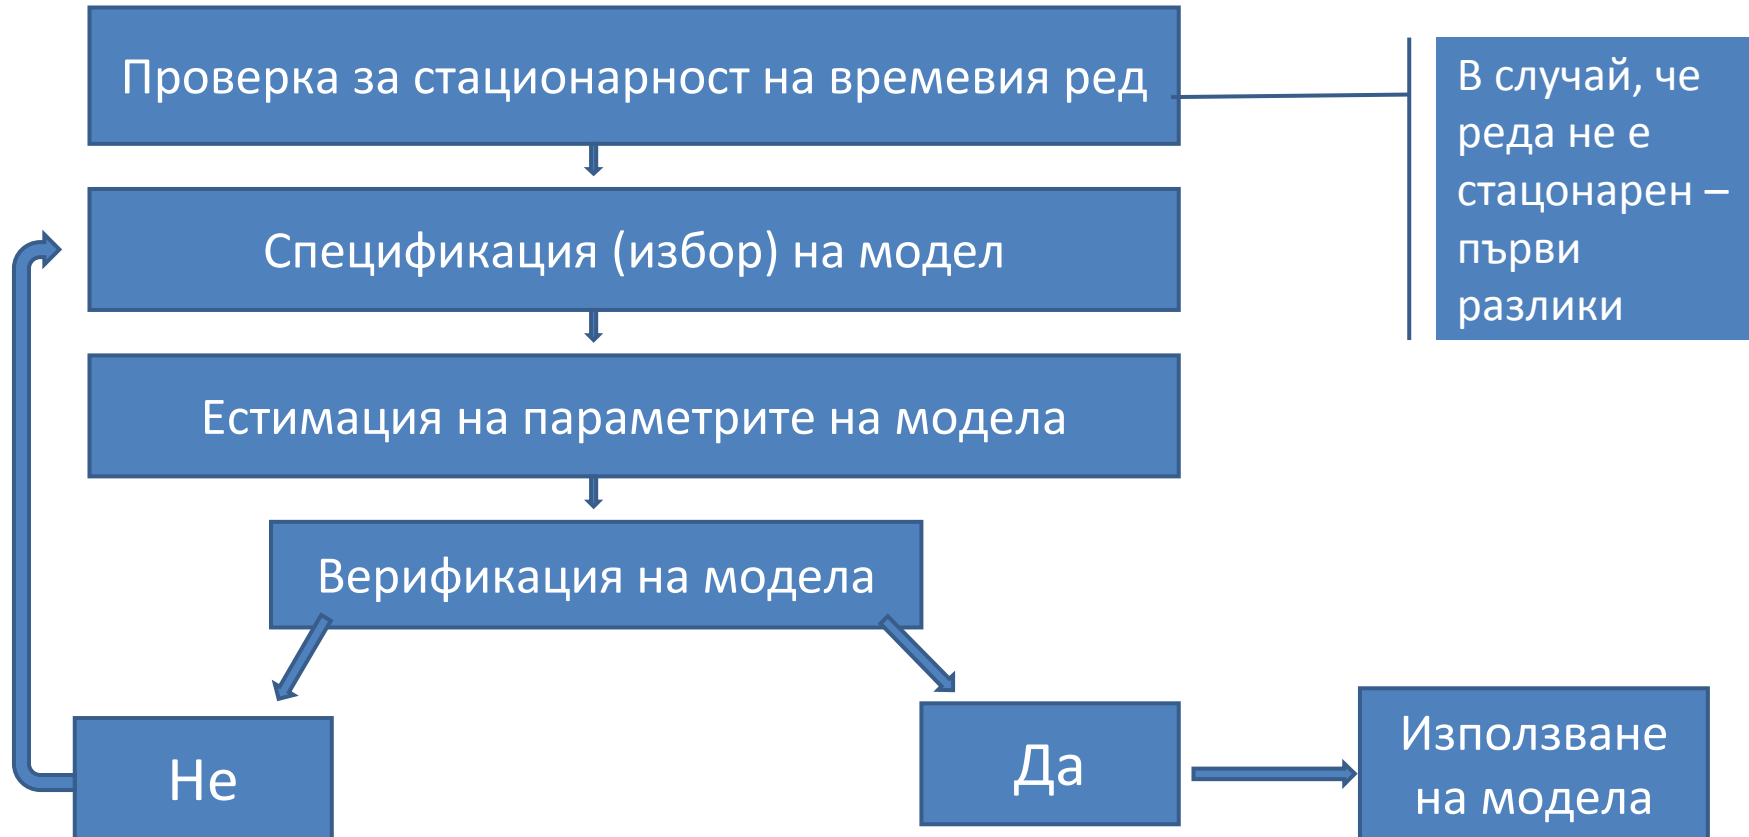 Проверка за стационарност на времевия ред
В случай, че
реда не е
стацонарен –
първи
разлики
Спецификация (избор) на модел
Естимация на параметрите на модела
Верификация на модела
Не
Да
Използване
на модела